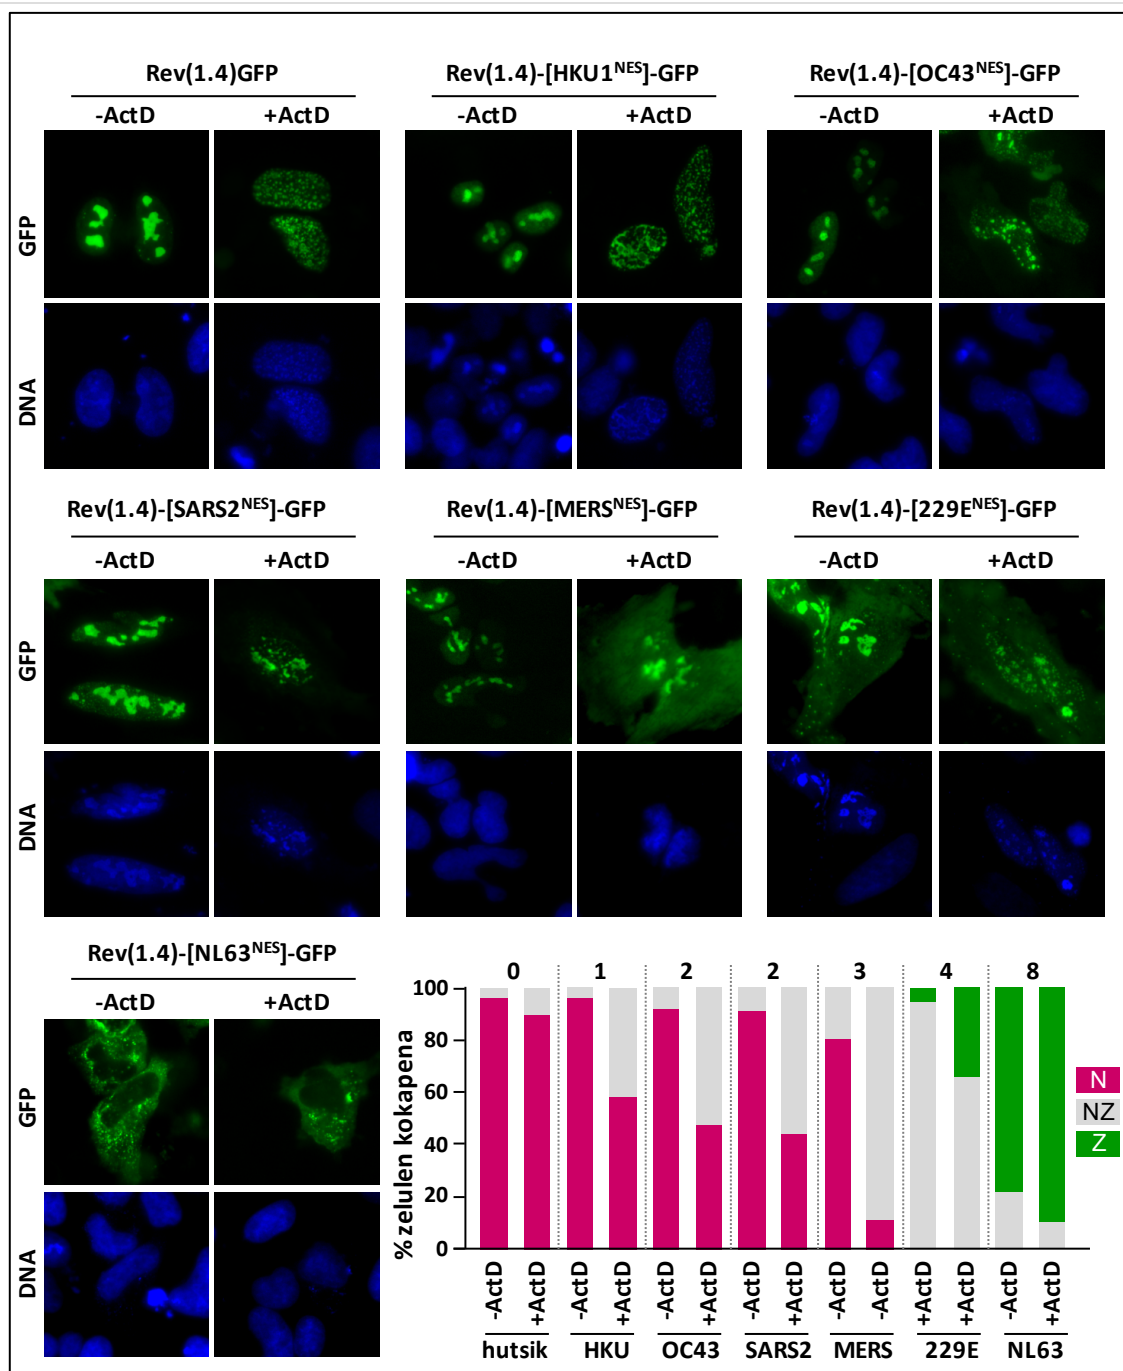 Rev(1.4)GFP
-ActD +ActD
Rev(1.4)-[HKU1NES]-GFP
-ActD +ActD
Rev(1.4)-[OC43NES]-GFP
-ActD +ActD
GFP
DNA
Rev(1.4)-[SARS2NES]-GFP
-ActD +ActD
Rev(1.4)-[MERSNES]-GFP
-ActD +ActD
Rev(1.4)-[229ENES]-GFP
-ActD +ActD
GFP
DNA
Rev(1.4)-[NL63NES]-GFP
-ActD +ActD
GFP
DNA
0 1 2 2 3 4 8
100
80
60
40
20
0
% zelulen kokapena
N
NZ
Z
-ActD +ActD -ActD +ActD -ActD +ActD -ActD +ActD -ActD -ActD +ActD +ActD -ActD +ActD
hutsik HKU OC43 SARS2 MERS 229E NL63